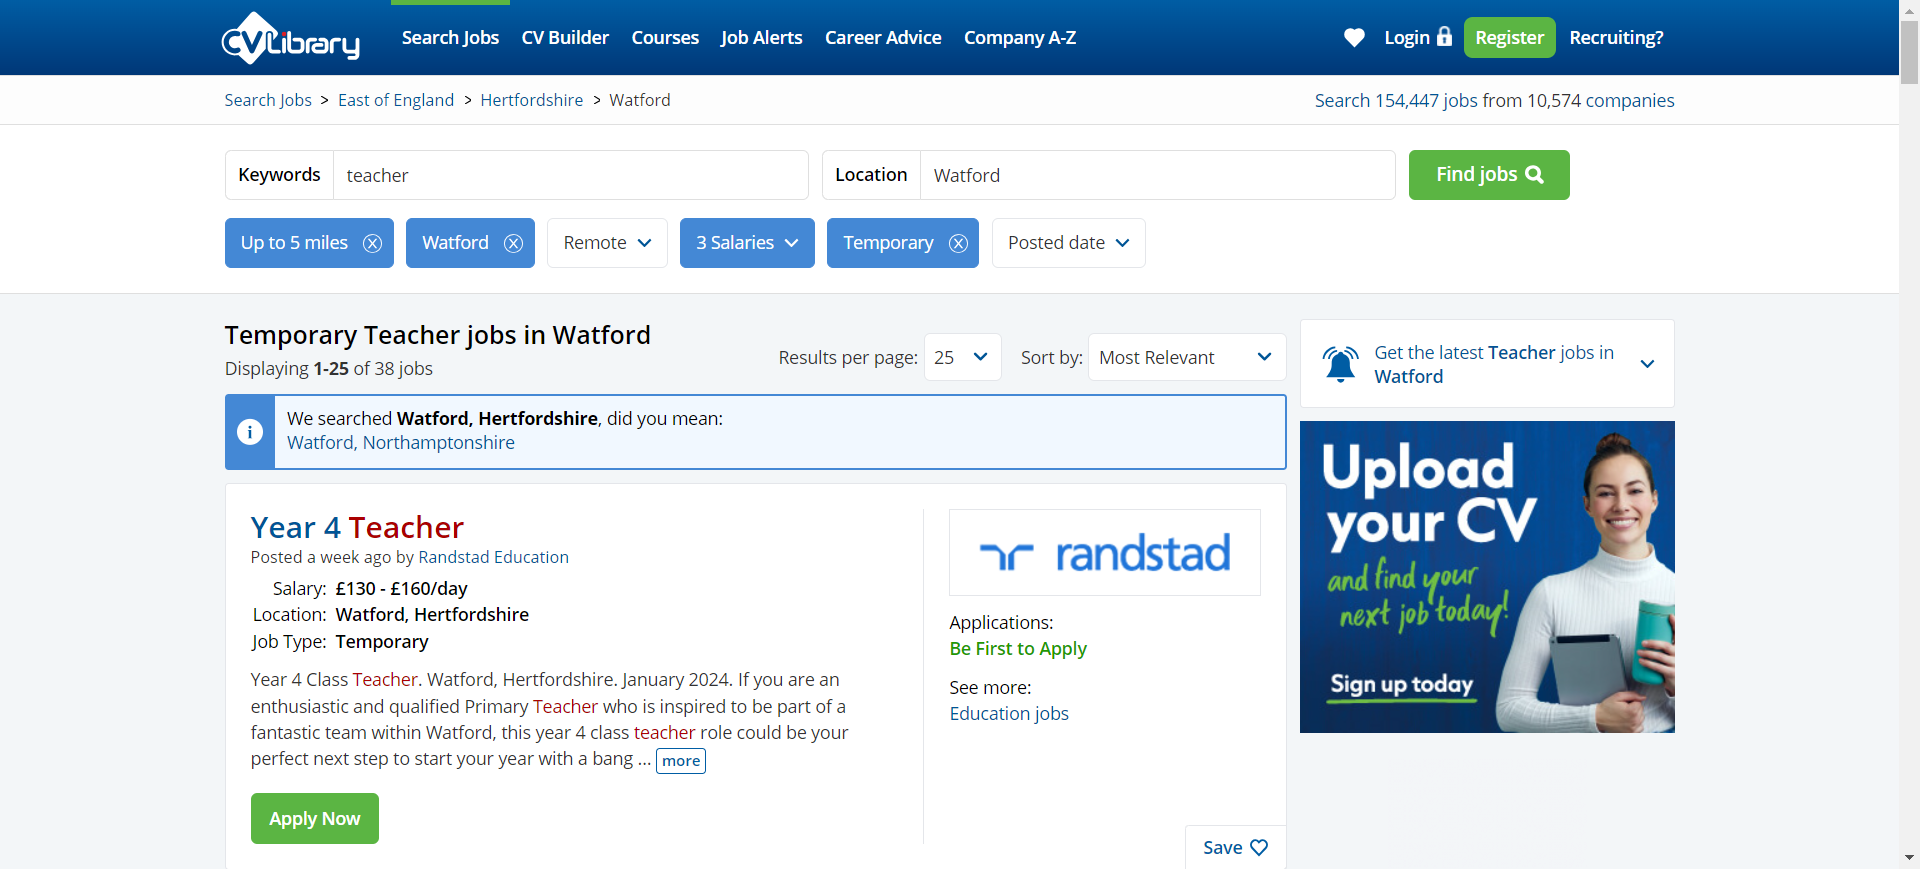 CVLibrary
Search Jobs CV Builder Courses Job Alerts Career Advice Company A-Z Login Register Recruiting?
Search Jobs > East of England > Hertfordshire > Watford
Search 154,447 jobs from 10,574 companies
Keywords teacher Location Watford Find jobs
Up to 5 miles Watford Remote 3 Salaries Temporary Posted date
Temporary Teacher jobs in Watford
Displaying 1-25 of 38 jobs
Results per page: 25 Sort by: Most Relevant
We searched Watford, Hertfordshire, did you mean:
Watford, Northamptonshire
Year 4 Teacher
Posted a week ago by Randstad Education
Salary: £130 - £160/day
Location: Watford, Hertfordshire
Job Type: Temporary
Year 4 Class Teacher. Watford, Hertfordshire. January 2024. If you are an
enthusiastic and qualified Primary Teacher who is inspired to be part of a
fantastic team within Watford, this year 4 class teacher role could be your
perfect next step to start your year with a bang ... more
Apply Now
randstad
Applications:
Be First to Apply
See more:
Education jobs
Save
Get the latest Teacher jobs in
Watford
Upload
your CV
and find your
next job today!
Sign up today